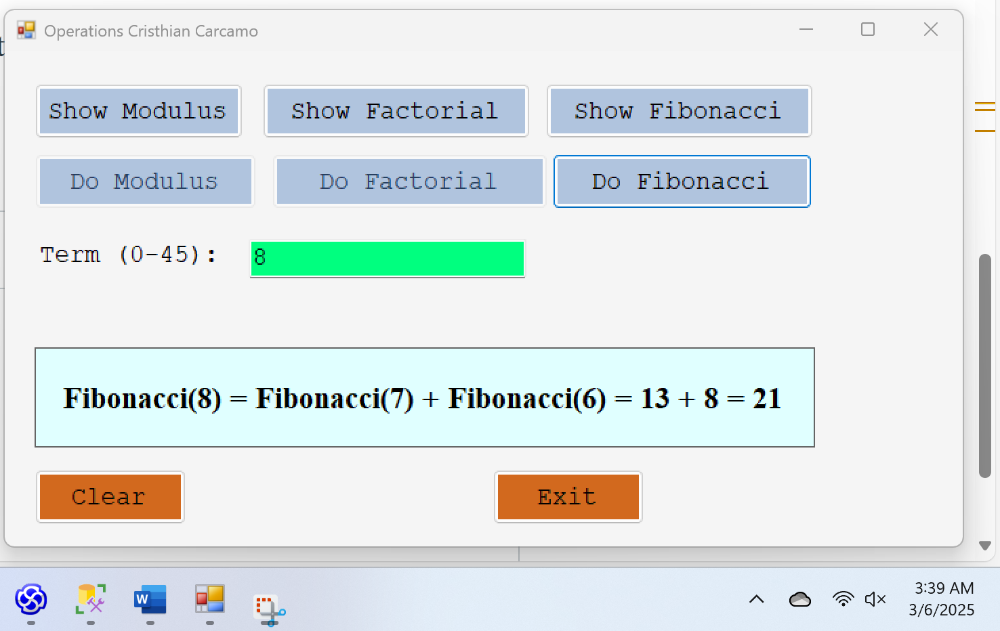 Operations Cristhian Carcamo
Show Modulus Show Factorial Show Fibonacci
Do Modulus Do Factorial Do Fibonacci
Term (0-45): 8
Fibonacci(8) = Fibonacci(7) + Fibonacci(6) = 13 + 8 = 21
Clear Exit
W
3:39 AM
3/6/2025